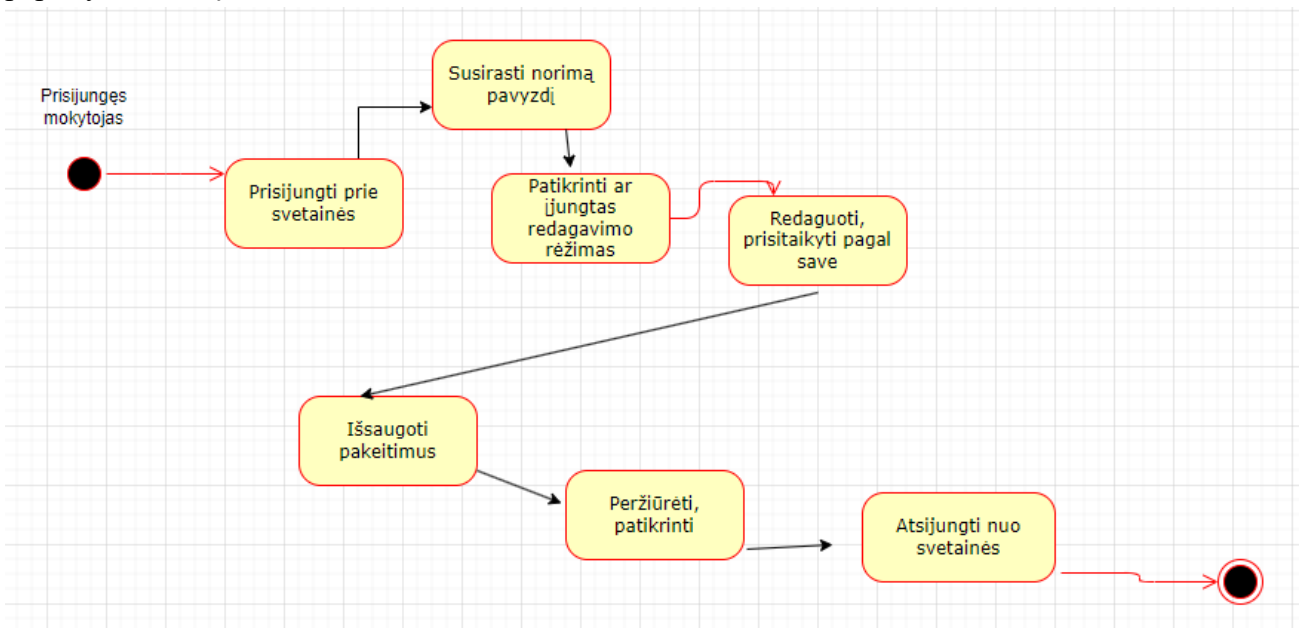 Prisijungęs
mokytojas
Susirasti norimą
pavyzdį
Prisijungti prie
svetainės
Patikrinti ar
įjungtas
redagavimo
rėžimas
Redaguoti,
prisitaikyti pagal
save
Išsaugoti
pakeitimus
Peržiūrėti,
patikrinti
Atsijungti nuo
svetainės